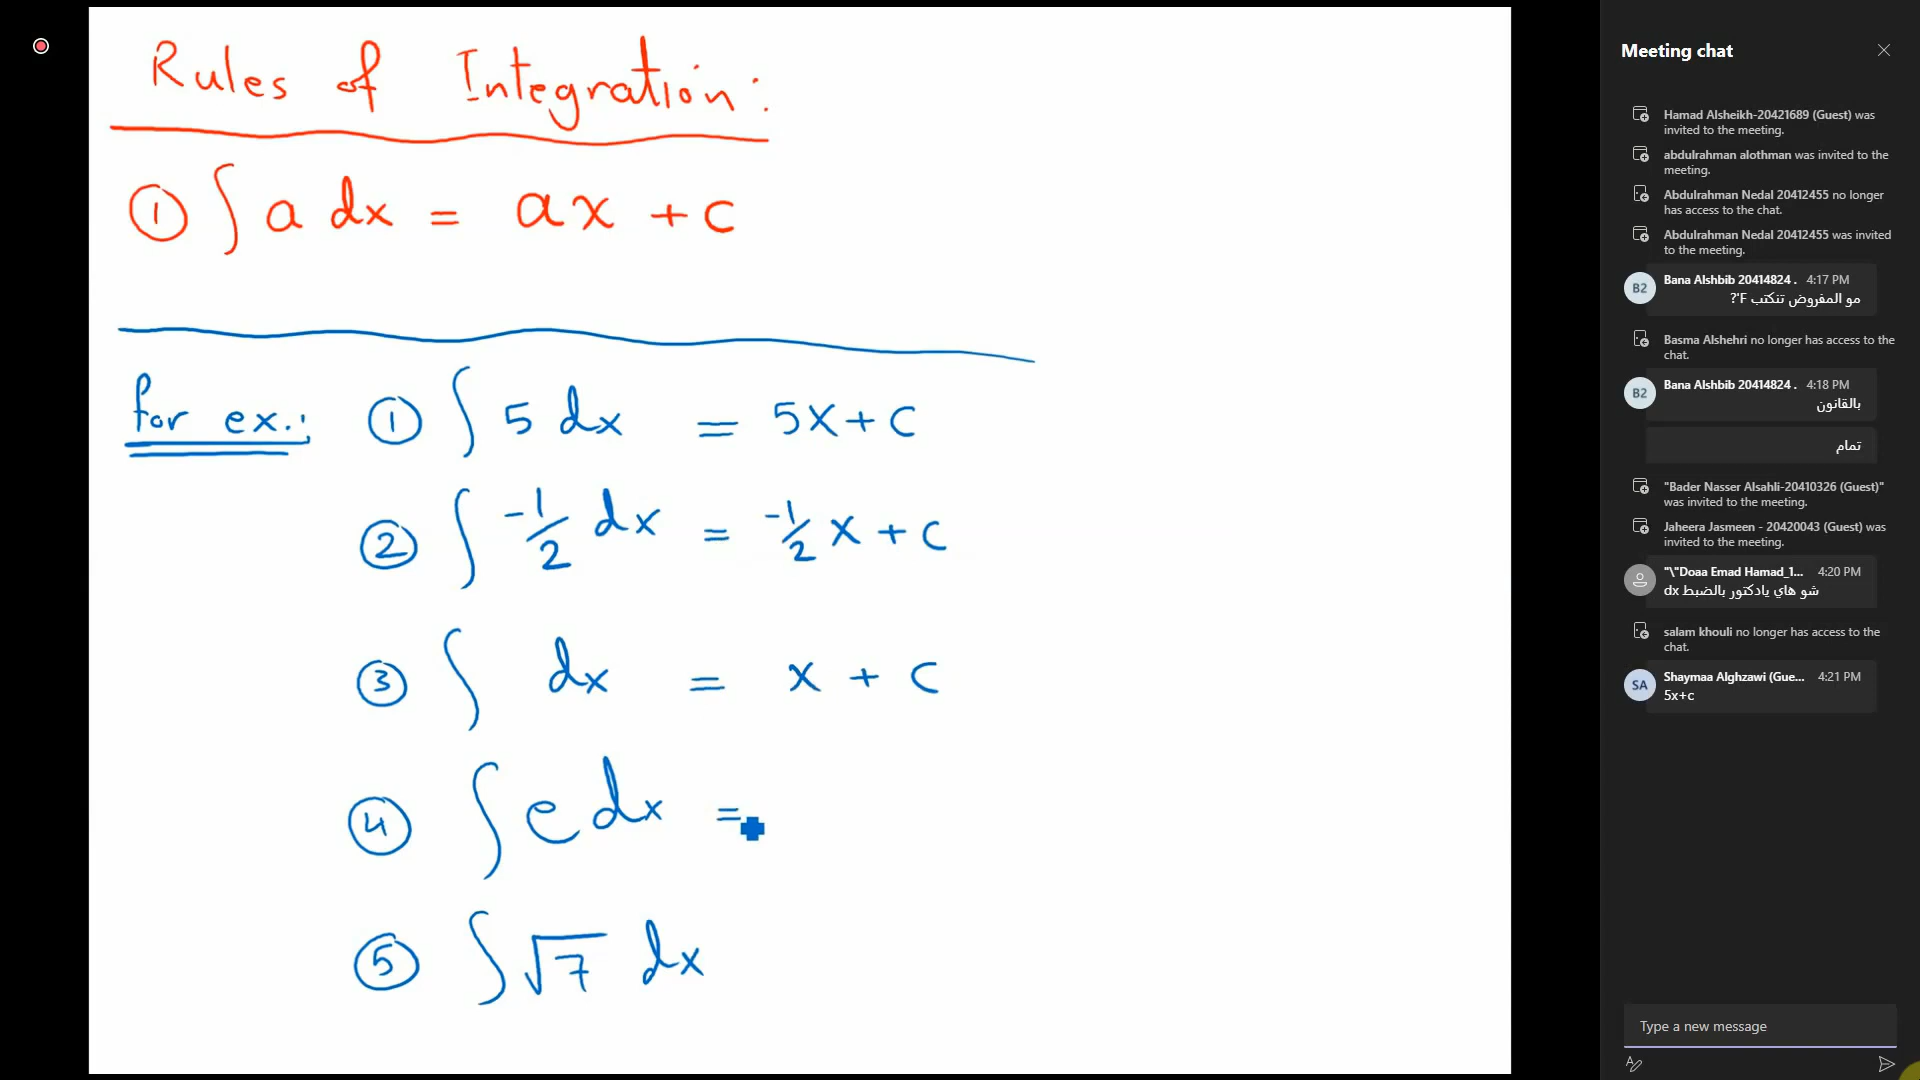 Rules of Integration:
① ∫ a dx = ax + c
for ex.: ① ∫ 5 dx = 5x + c
② ∫ -1/2 dx = -1/2 x + c
③ ∫ dx = x + c
④ ∫ e dx =
⑤ ∫ √7 dx
Meeting chat
Hamad Alsheikh-20421689 (Guest) was
invited to the meeting.
abdulrahman alothman was invited to the
meeting.
Abdulrahman Nedal 20412455 no longer
has access to the chat.
Abdulrahman Nedal 20412455 was invited
to the meeting.
B2
Bana Alshbib 20414824 . 4:17 PM
مو المفروض تنكتب F'?
Basma Alshehri no longer has access to the
chat.
B2
Bana Alshbib 20414824 . 4:18 PM
بالقانون
تمام
"Bader Nasser Alsahli-20410326 (Guest)"
was invited to the meeting.
Jaheera Jasmeen - 20420043 (Guest) was
invited to the meeting.
"\"Doaa Emad Hamad_1... 4:20 PM
شو هاي يادكتور بالضبط dx
salam khouli no longer has access to the
chat.
SA
Shaymaa Alghzawi (Gue... 4:21 PM
5x+c
Type a new message